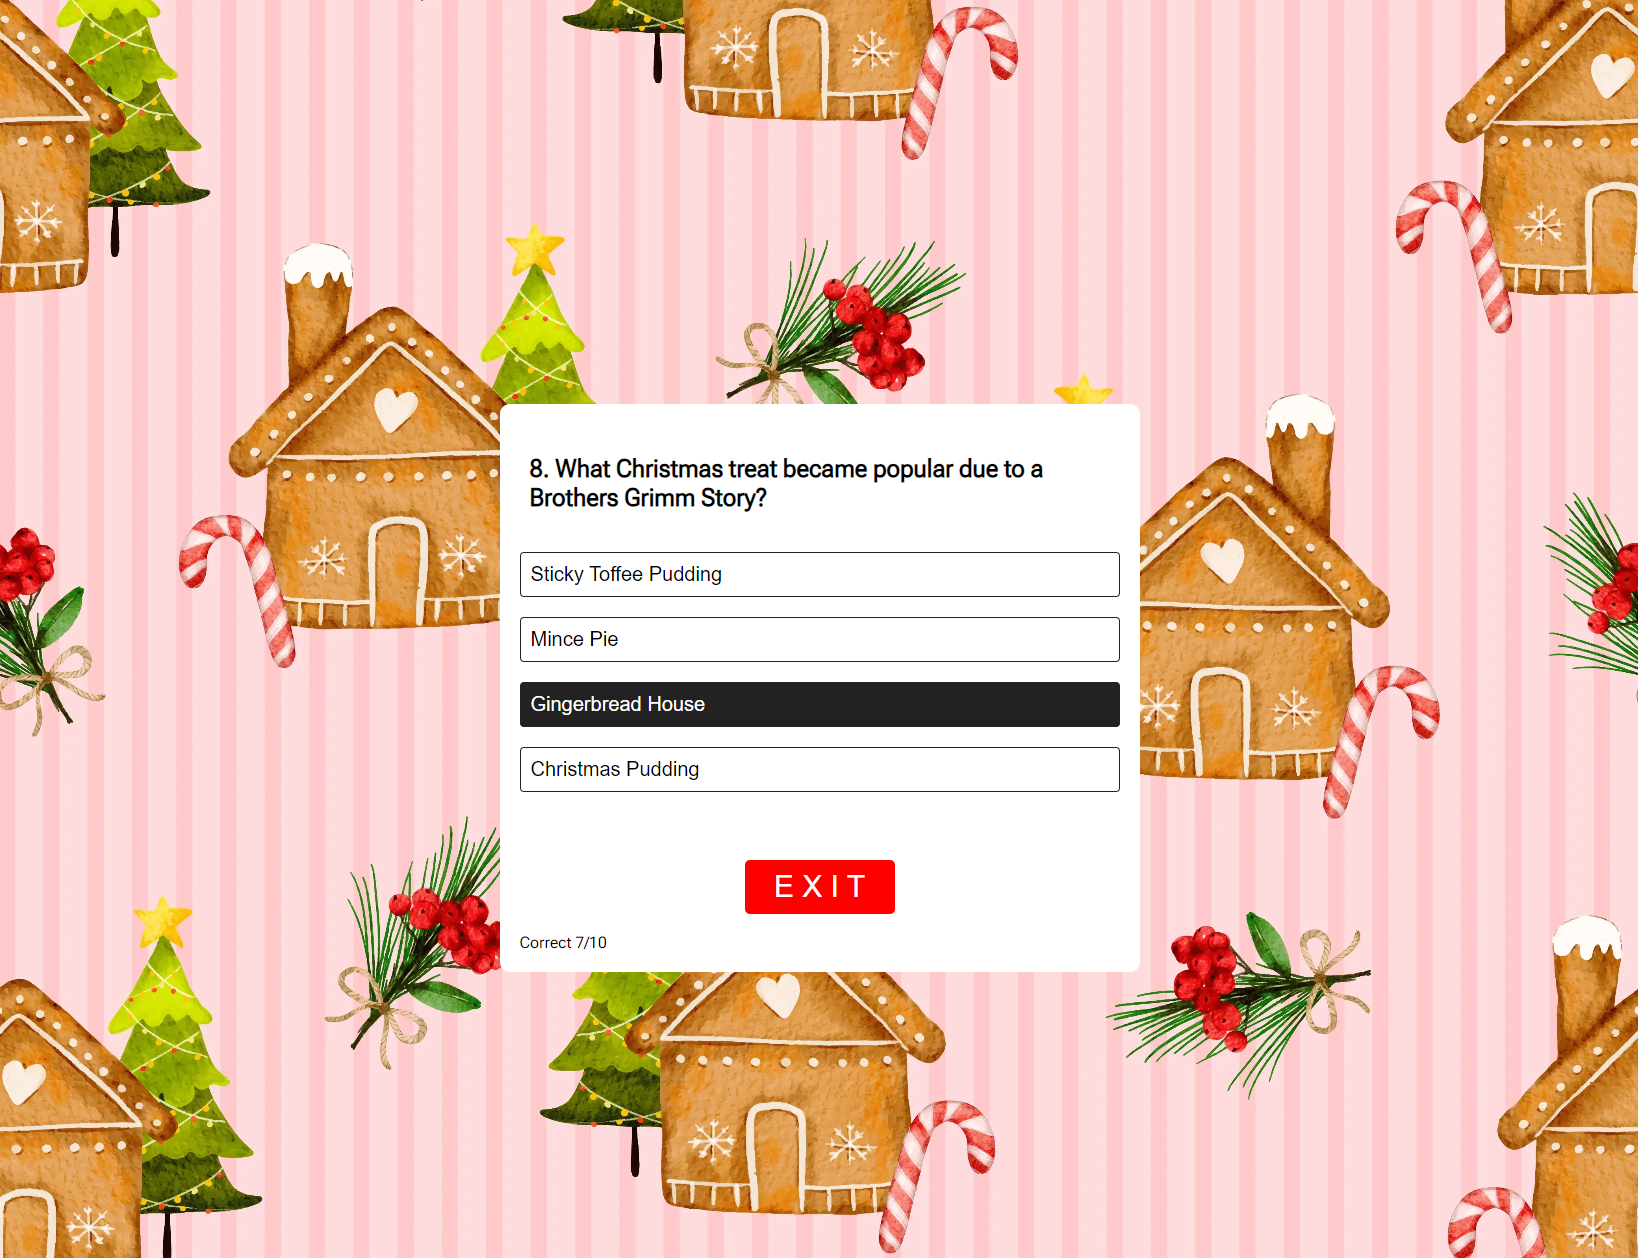 8. What Christmas treat became popular due to a
Brothers Grimm Story?
Sticky Toffee Pudding
Mince Pie
Gingerbread House
Christmas Pudding
EXIT
Correct 7/10